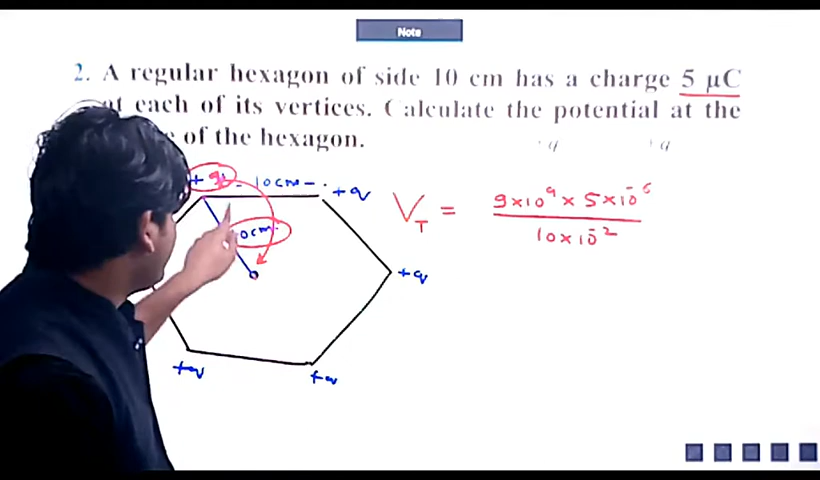 Note
2. A regular hexagon of side 10 cm has a charge 5 μC
at each of its vertices. Calculate the potential at the
of the hexagon.
+q - 10cm - +q
0cm
V_T = 9×10⁹ × 5×10⁻⁶ / 10×10⁻²
+q
+q
+q